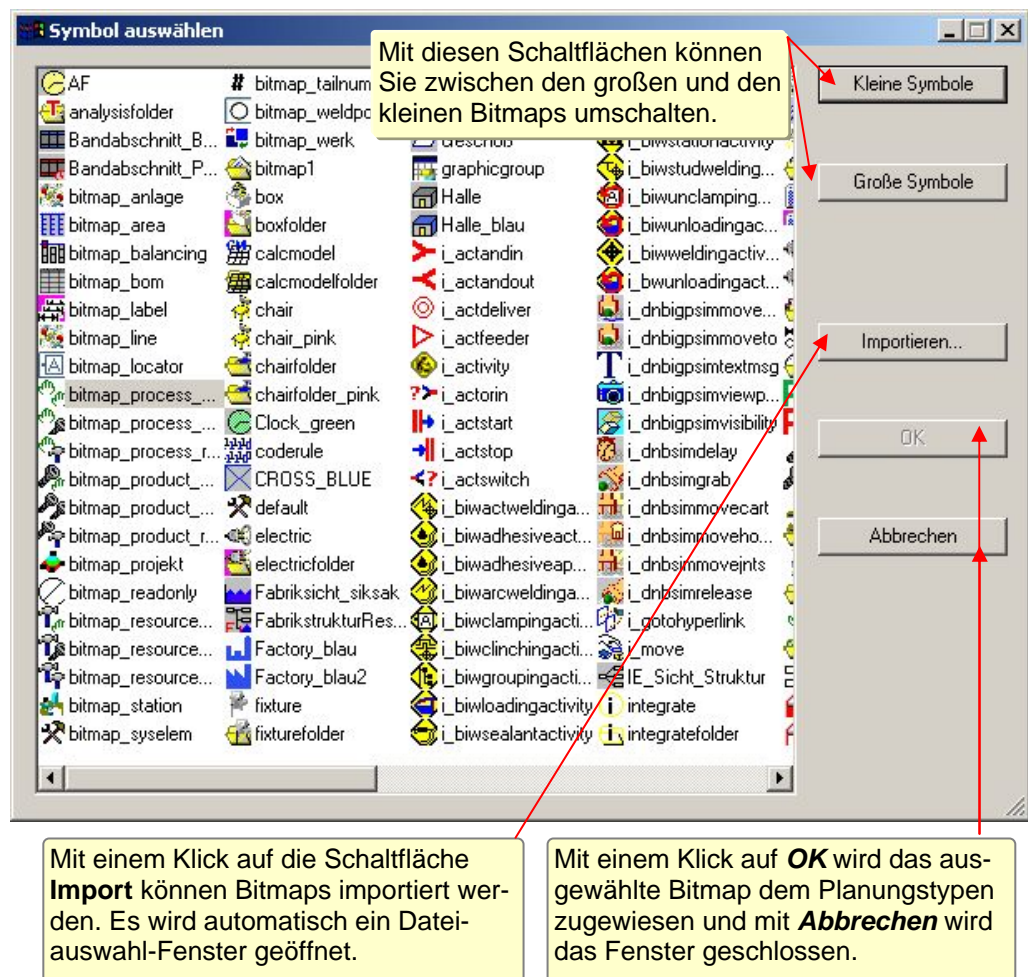 Symbol auswählen
Mit diesen Schaltflächen können
Sie zwischen den großen und den
kleinen Bitmaps umschalten.
AF
analysisfolder
Bandabschnitt_B...
Bandabschnitt_P...
bitmap_anlage
bitmap_area
bitmap_balancing
bitmap_bom
bitmap_label
bitmap_line
bitmap_locator
bitmap_process_...
bitmap_process_...
bitmap_process_r...
bitmap_product_...
bitmap_product_...
bitmap_product_r...
bitmap_projekt
bitmap_readonly
bitmap_resource...
bitmap_resource...
bitmap_resource...
bitmap_station
bitmap_syselem
bitmap_tailnum
bitmap_weldpo
bitmap_werk
bitmap1
box
boxfolder
calcmodel
calcmodelfolder
chair
chair_pink
chairfolder
chairfolder_pink
Clock_green
coderule
CROSS_BLUE
default
electric
electricfolder
Fabriksicht_siksak
FabrikstrukturRes...
Factory_blau
Factory_blau2
fixture
fixturefolder
graphicgroup
Halle
Halle_blau
i_actandin
i_actandout
i_actdeliver
i_actfeeder
i_activity
i_actorin
i_actstart
i_actstop
i_actswitch
i_biwactweldinga...
i_biwadhesiveact...
i_biwadhesiveap...
i_biwarcweldinga...
i_biwclampingacti...
i_biwclinchingacti...
i_biwgroupingacti...
i_biwloadingactivity
i_biwsealantactivity
i_biwstudwelding...
i_biwunclamping...
i_biwunloadingac...
i_biwweldingactiv...
i_bwunloadingact...
i_dnbigpsimmove...
i_dnbigpsimmoveto
i_dnbigpsimtextmsg
i_dnbigpsimviewp...
i_dnbigpsimvisibility
i_dnbsimdelay
i_dnbsimgrab
i_dnbsimmovecart
i_dnbsimmoveho...
i_dnbsimmovejnts
i_dnbsimrelease
i_gotohyperlink
i_move
IE_Sicht_Struktur
integrate
integratefolder
Kleine Symbole
Große Symbole
Importieren...
OK
Abbrechen
Mit einem Klick auf die Schaltfläche
Import können Bitmaps importiert wer-
den. Es wird automatisch ein Datei-
auswahl-Fenster geöffnet.
Mit einem Klick auf OK wird das aus-
gewählte Bitmap dem Planungstypen
zugewiesen und mit Abbrechen wird
das Fenster geschlossen.